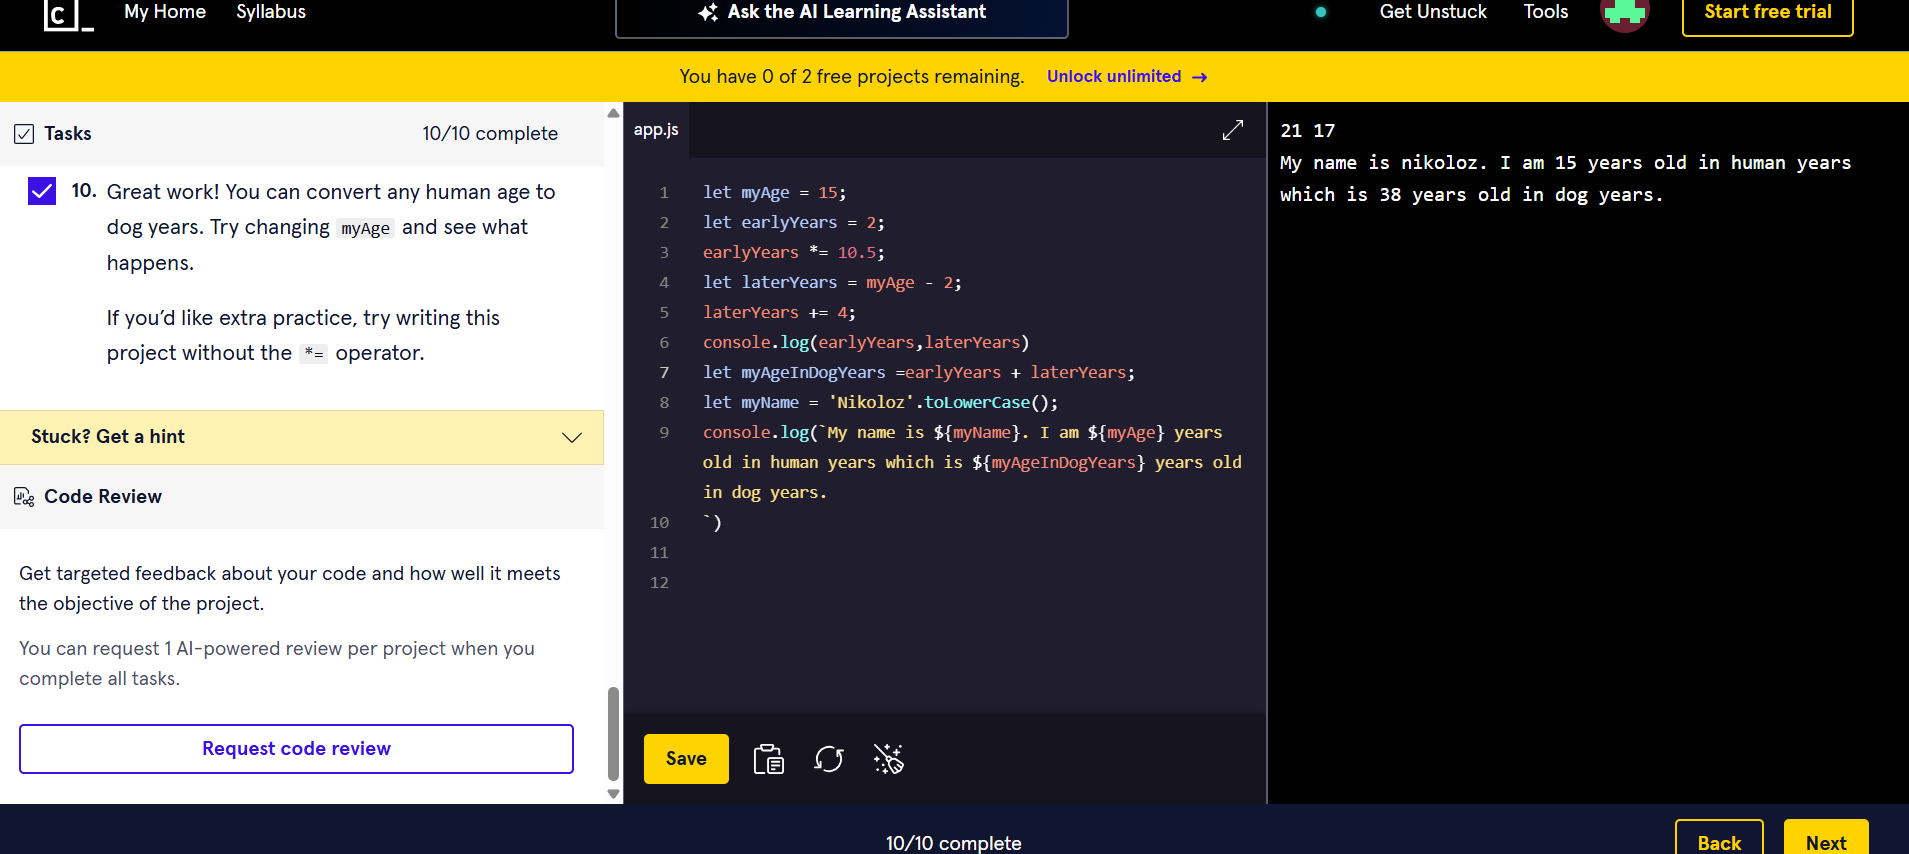 My Home Syllabus Ask the AI Learning Assistant Get Unstuck Tools Start free trial
You have 0 of 2 free projects remaining. Unlock unlimited →
Tasks 10/10 complete
10. Great work! You can convert any human age to
dog years. Try changing myAge and see what
happens.
If you’d like extra practice, try writing this
project without the *= operator.
Stuck? Get a hint
Code Review
Get targeted feedback about your code and how well it meets
the objective of the project.
You can request 1 AI-powered review per project when you
complete all tasks.
Request code review
app.js
1 let myAge = 15;
2 let earlyYears = 2;
3 earlyYears *= 10.5;
4 let laterYears = myAge - 2;
5 laterYears += 4;
6 console.log(earlyYears,laterYears)
7 let myAgeInDogYears =earlyYears + laterYears;
8 let myName = 'Nikoloz'.toLowerCase();
9 console.log(`My name is ${myName}. I am ${myAge} years
old in human years which is ${myAgeInDogYears} years old
in dog years.
10 `)
11
12
Save
21 17
My name is nikoloz. I am 15 years old in human years
which is 38 years old in dog years.
10/10 complete
Back Next